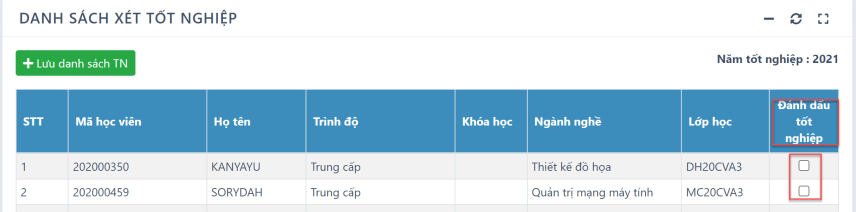 DANH SÁCH XÉT TỐT NGHIỆP
+ Lưu danh sách TN
Năm tốt nghiệp : 2021
STT Mã học viên Họ tên Trình độ Khóa học Ngành nghề Lớp học Đánh dấu tốt nghiệp
1 202000350 KANYAYU Trung cấp Thiết kế đồ họa DH20CVA3
2 202000459 SORYDAH Trung cấp Quản trị mạng máy tính MC20CVA3